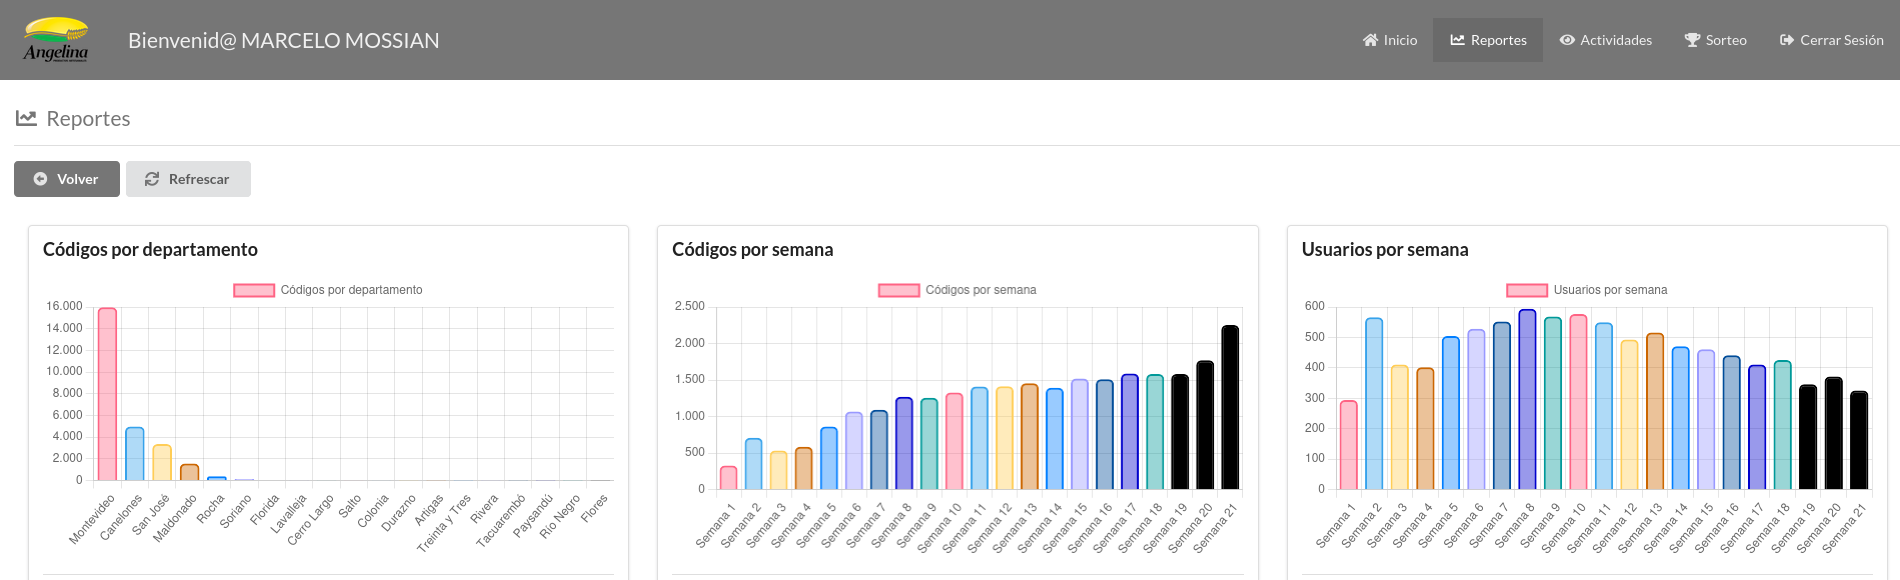 Angelina
Bienvenid@ MARCELO MOSSIAN
Inicio
Reportes
Actividades
Sorteo
Cerrar Sesión
Reportes
Volver
Refrescar
Códigos por departamento
Códigos por departamento
16.000
14.000
12.000
10.000
8.000
6.000
4.000
2.000
0
Montevideo
Canelones
San José
Maldonado
Rocha
Soriano
Florida
Lavalleja
Cerro Largo
Salto
Colonia
Durazno
Artigas
Treinta y Tres
Rivera
Tacuarembó
Paysandú
Río Negro
Flores
Códigos por semana
Códigos por semana
2.500
2.000
1.500
1.000
500
0
Semana 1
Semana 2
Semana 3
Semana 4
Semana 5
Semana 6
Semana 7
Semana 8
Semana 9
Semana 10
Semana 11
Semana 12
Semana 13
Semana 14
Semana 15
Semana 16
Semana 17
Semana 18
Semana 19
Semana 20
Semana 21
Usuarios por semana
Usuarios por semana
600
500
400
300
200
100
0
Semana 1
Semana 2
Semana 3
Semana 4
Semana 5
Semana 6
Semana 7
Semana 8
Semana 9
Semana 10
Semana 11
Semana 12
Semana 13
Semana 14
Semana 15
Semana 16
Semana 17
Semana 18
Semana 19
Semana 20
Semana 21